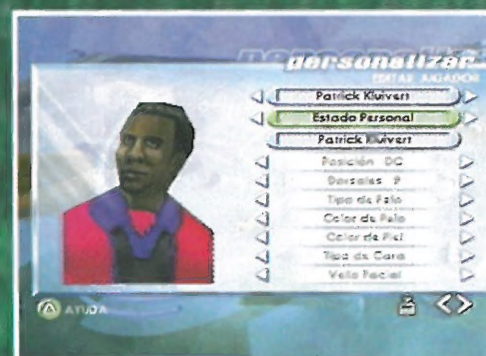 personalizar
EDITAR JUGADOR
Patrick Kluivert
Estado Personal
Patrick Kluivert
Posición DC
Dorsales 9
Tipo de Pelo
Color de Pelo
Color de Piel
Tipo de Cara
Vello Facial
AYUDA